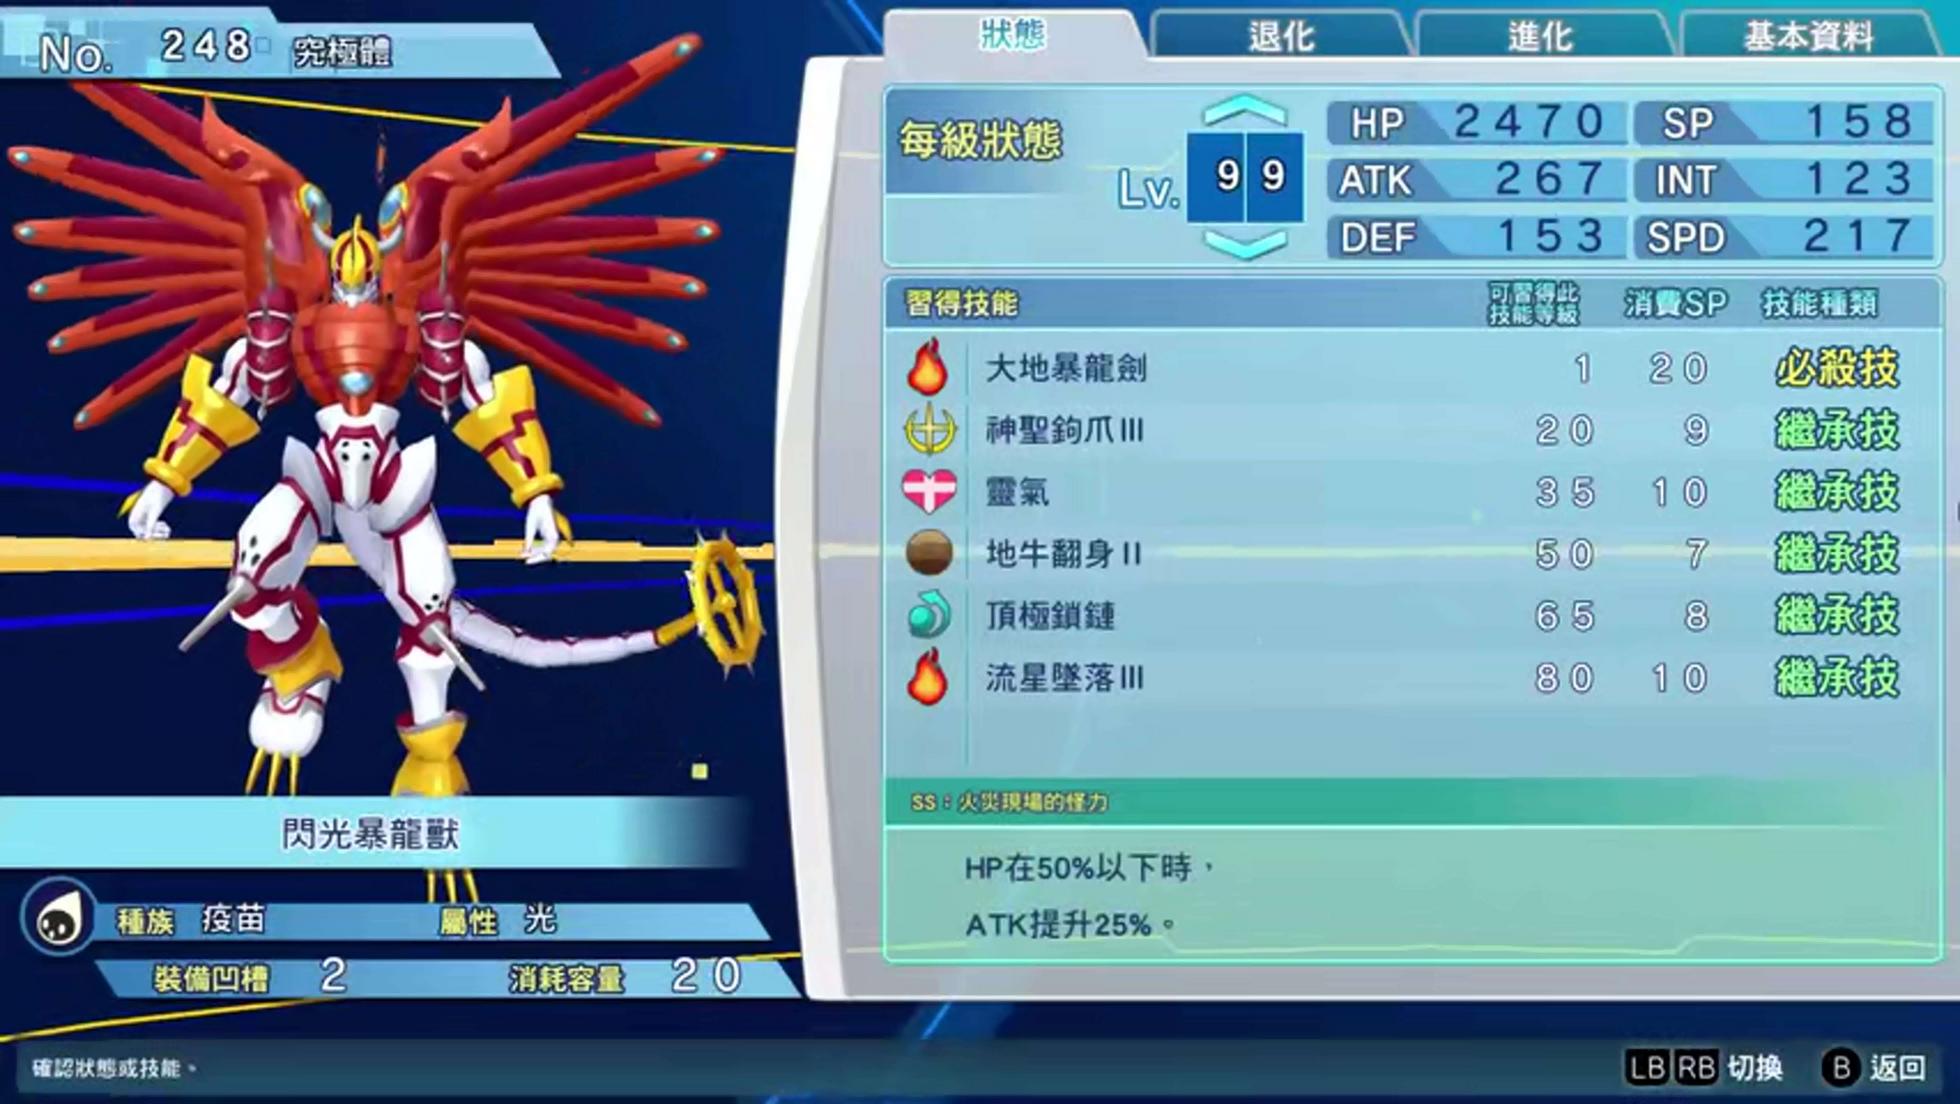 No. 248 究極體
狀態 退化 進化 基本資料
每級狀態
Lv. 99
HP 2470 SP 158
ATK 267 INT 123
DEF 153 SPD 217
習得技能 可習得此技能等級 消費SP 技能種類
大地暴龍劍 1 20 必殺技
神聖鉤爪III 20 9 繼承技
靈氣 35 10 繼承技
地牛翻身II 50 7 繼承技
頂極鎖鏈 65 8 繼承技
流星墜落III 80 10 繼承技
SS：火災現場的怪力
HP在50%以下時，
ATK提升25%。
閃光暴龍獸
種族 疫苗 屬性 光
裝備凹槽 2 消耗容量 20
確認狀態或技能。
LB RB 切換 B 返回